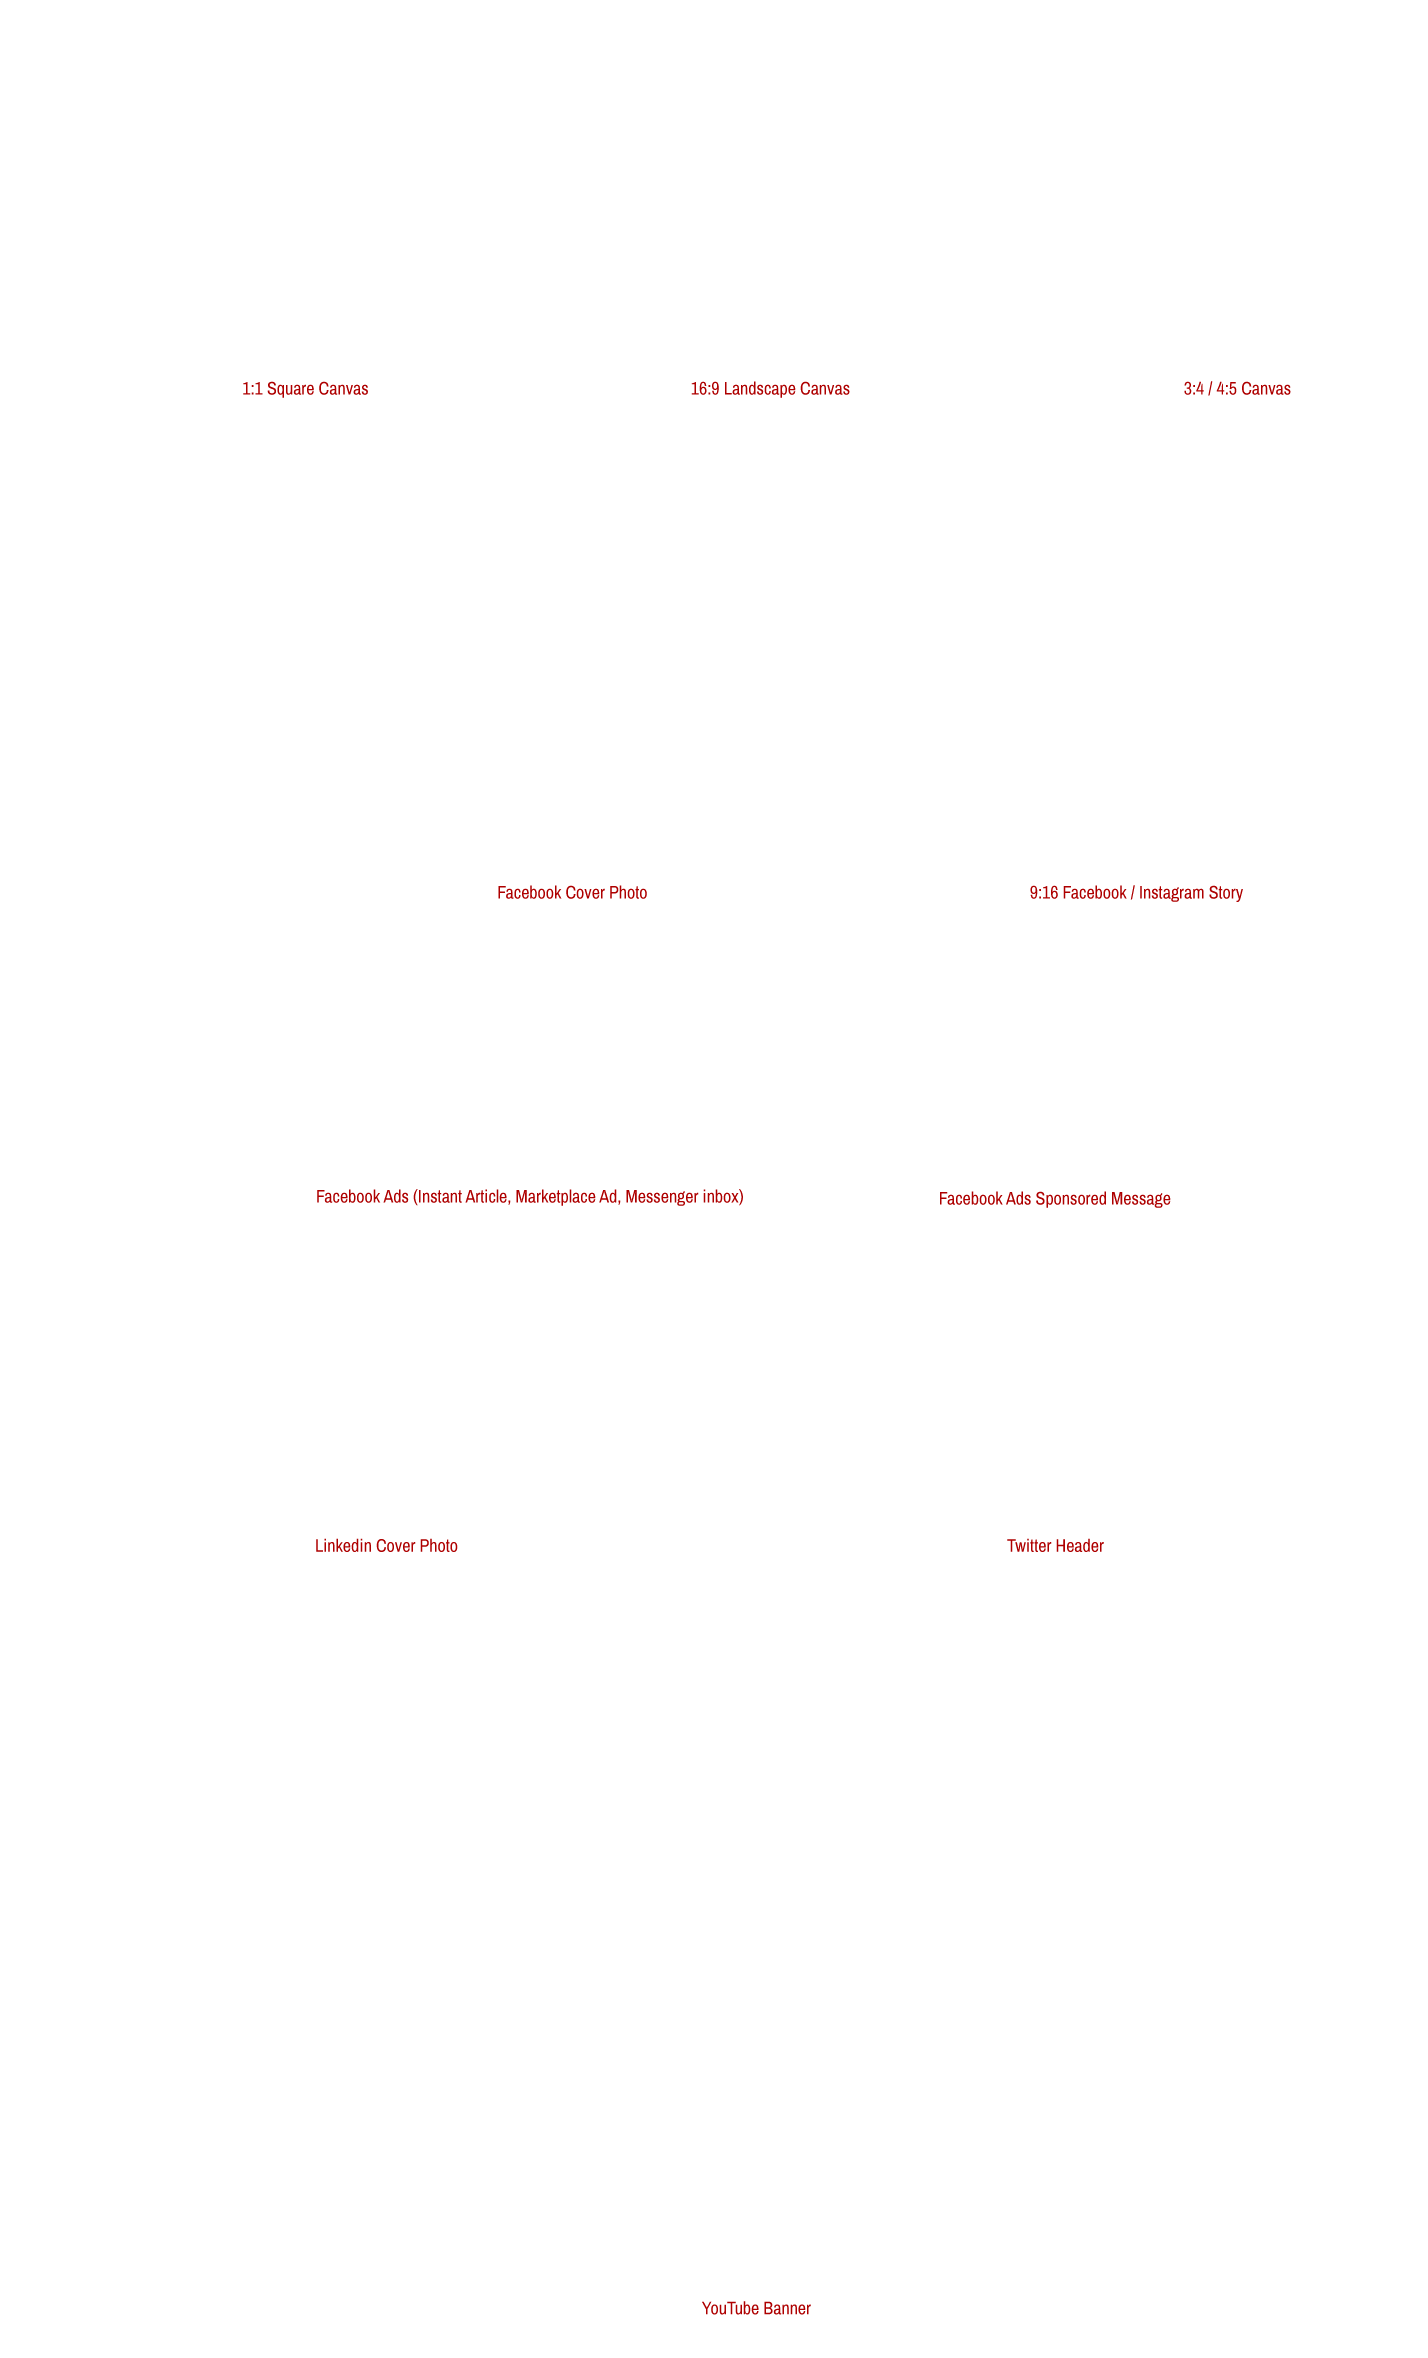 1:1 Square Canvas
16:9 Landscape Canvas
3:4 / 4:5 Canvas
Facebook Cover Photo
9:16 Facebook / Instagram Story
Facebook Ads (Instant Article, Marketplace Ad, Messenger inbox)
Facebook Ads Sponsored Message
Linkedin Cover Photo
Twitter Header
YouTube Banner